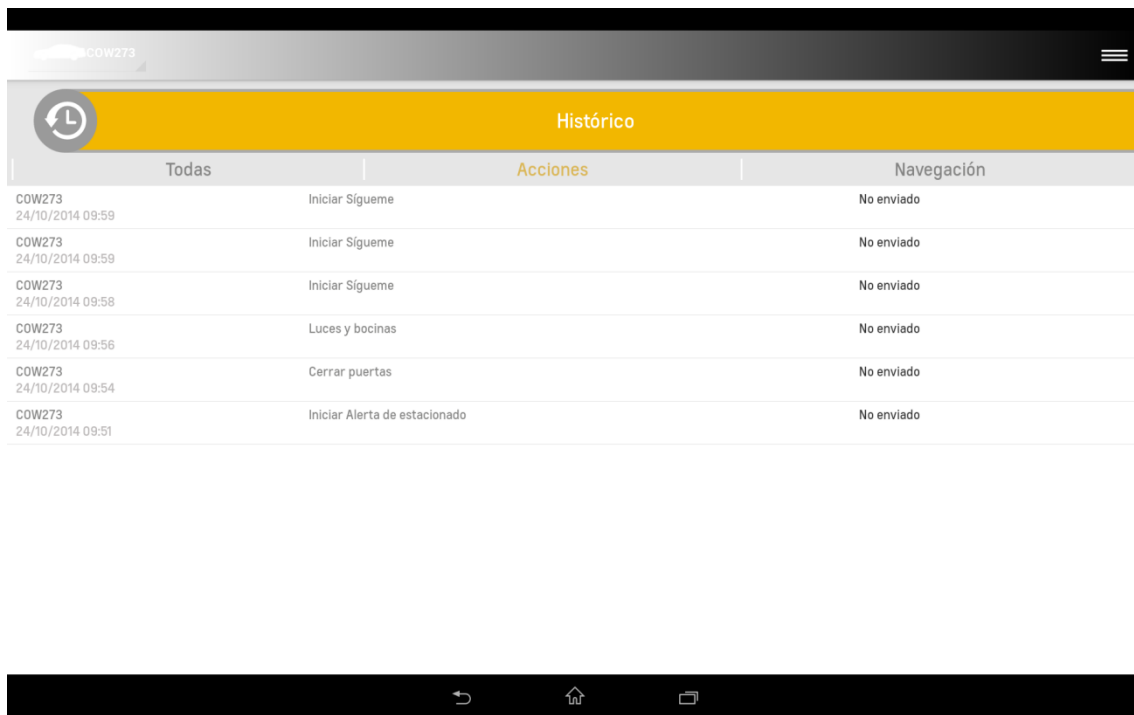 COW273
Histórico
Todas Acciones Navegación
COW273 Iniciar Sígueme No enviado
24/10/2014 09:59
COW273 Iniciar Sígueme No enviado
24/10/2014 09:59
COW273 Iniciar Sígueme No enviado
24/10/2014 09:58
COW273 Luces y bocinas No enviado
24/10/2014 09:56
COW273 Cerrar puertas No enviado
24/10/2014 09:54
COW273 Iniciar Alerta de estacionado No enviado
24/10/2014 09:51